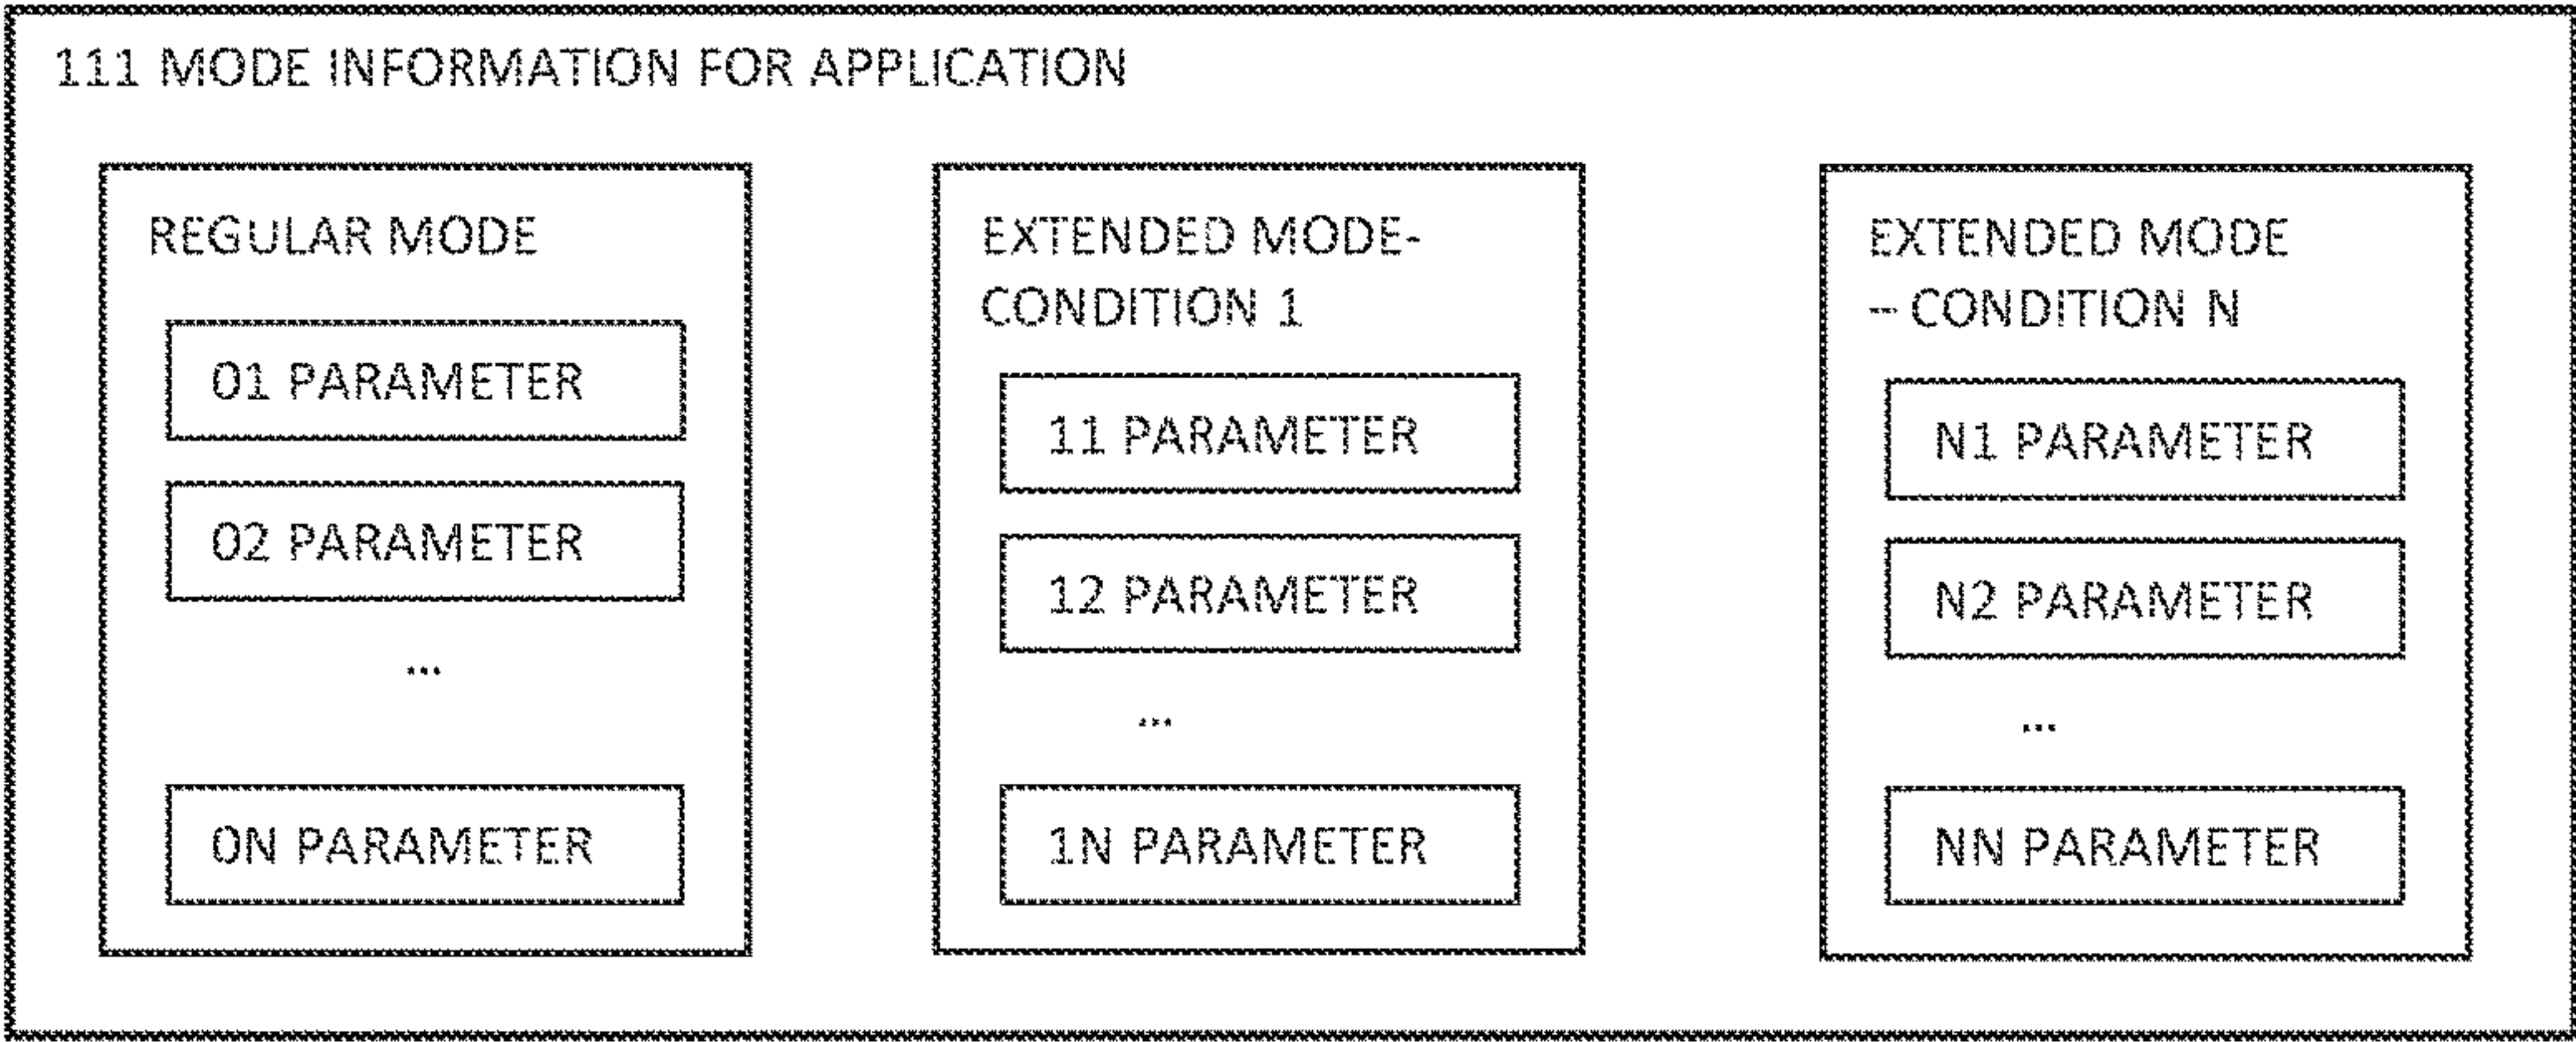 111 MODE INFORMATION FOR APPLICATION
REGULAR MODE
01 PARAMETER
02 PARAMETER
...
0N PARAMETER
EXTENDED MODE-
CONDITION 1
11 PARAMETER
12 PARAMETER
...
1N PARAMETER
EXTENDED MODE
-- CONDITION N
N1 PARAMETER
N2 PARAMETER
...
NN PARAMETER